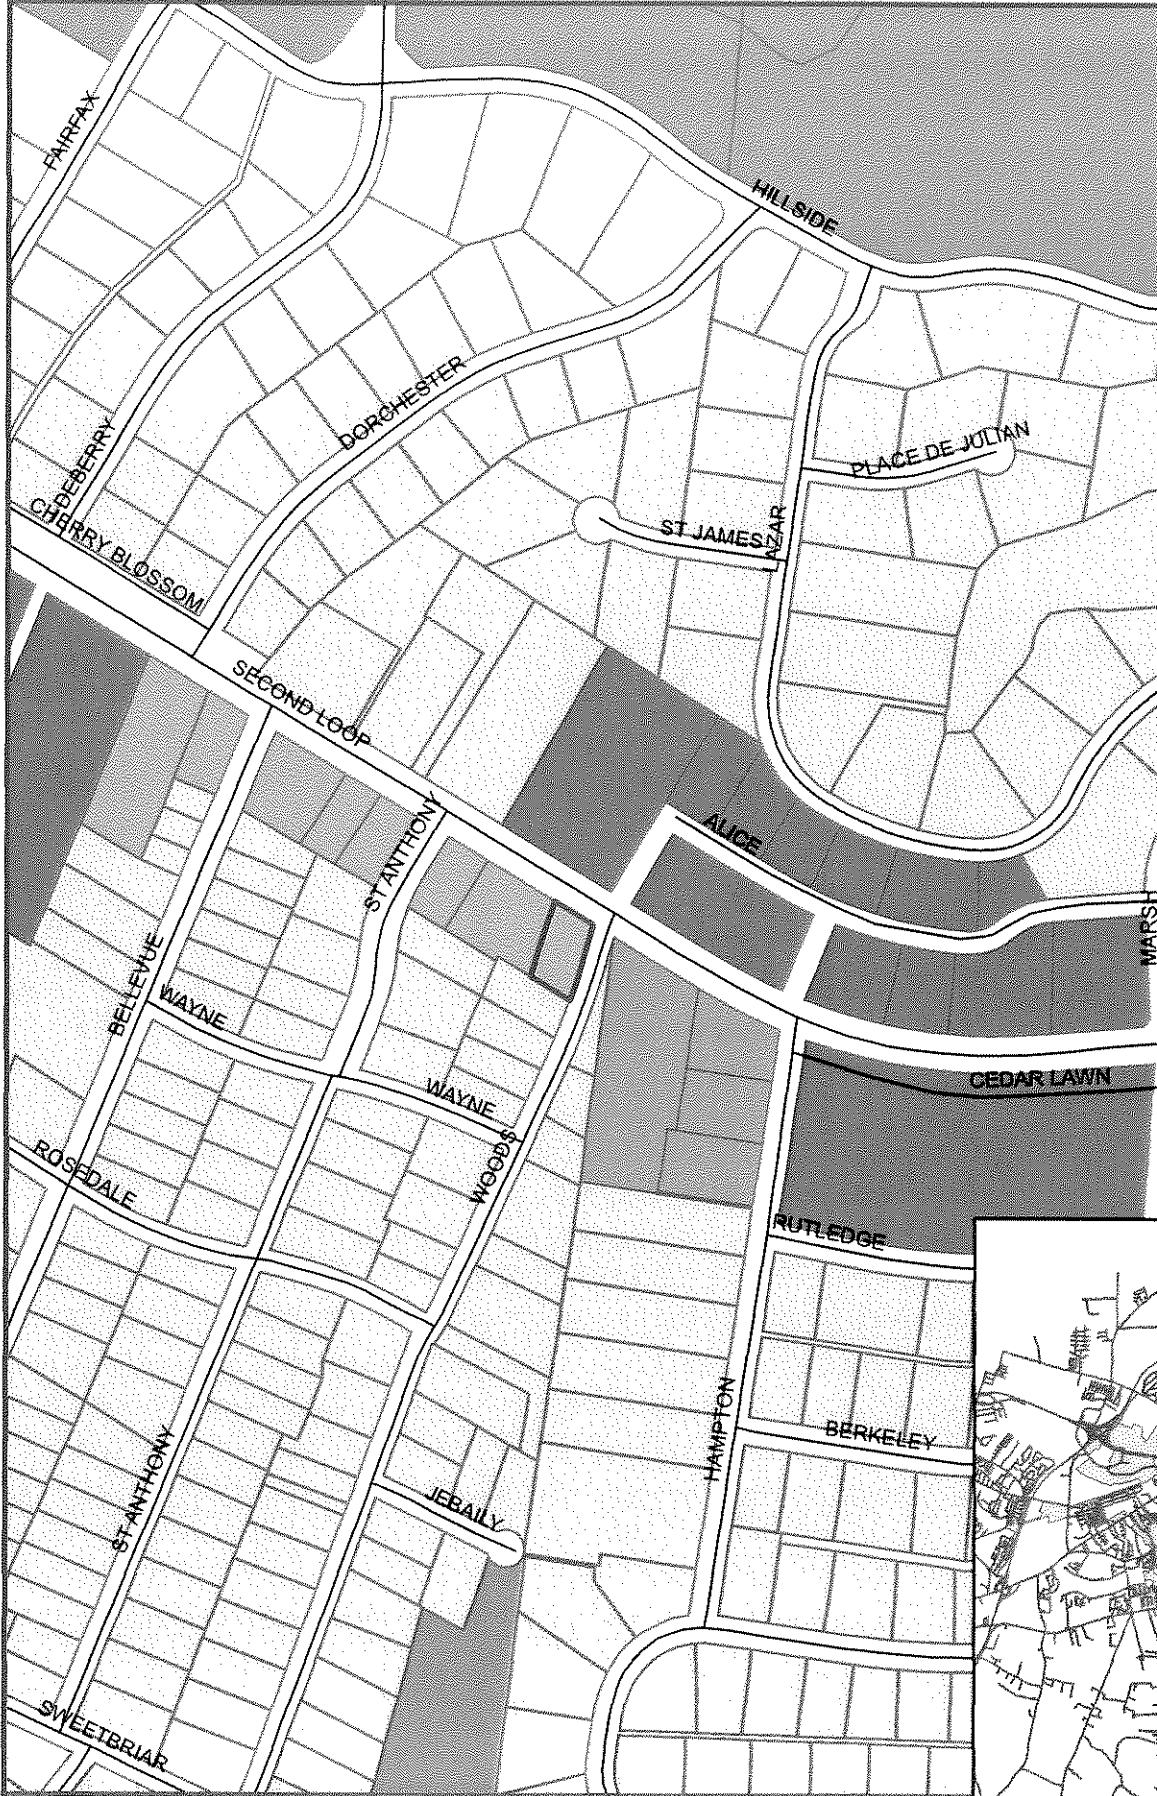 FAIRFAX
HILLSIDE
DORCHESTER
DEBERRY
PLACE DE JULIAN
CHERRY BLOSSOM
ST JAMES
LAZAR
SECOND LOOP
ST ANTHONY
ALICE
MARSH
BELLEVUE
WAYNE
WAYNE
CEDAR LAWN
ROSEDALE
WOODS
RUTLEDGE
HAMPTON
BERKELEY
ST ANTHONY
JEBAILY
SWEETBRIAR